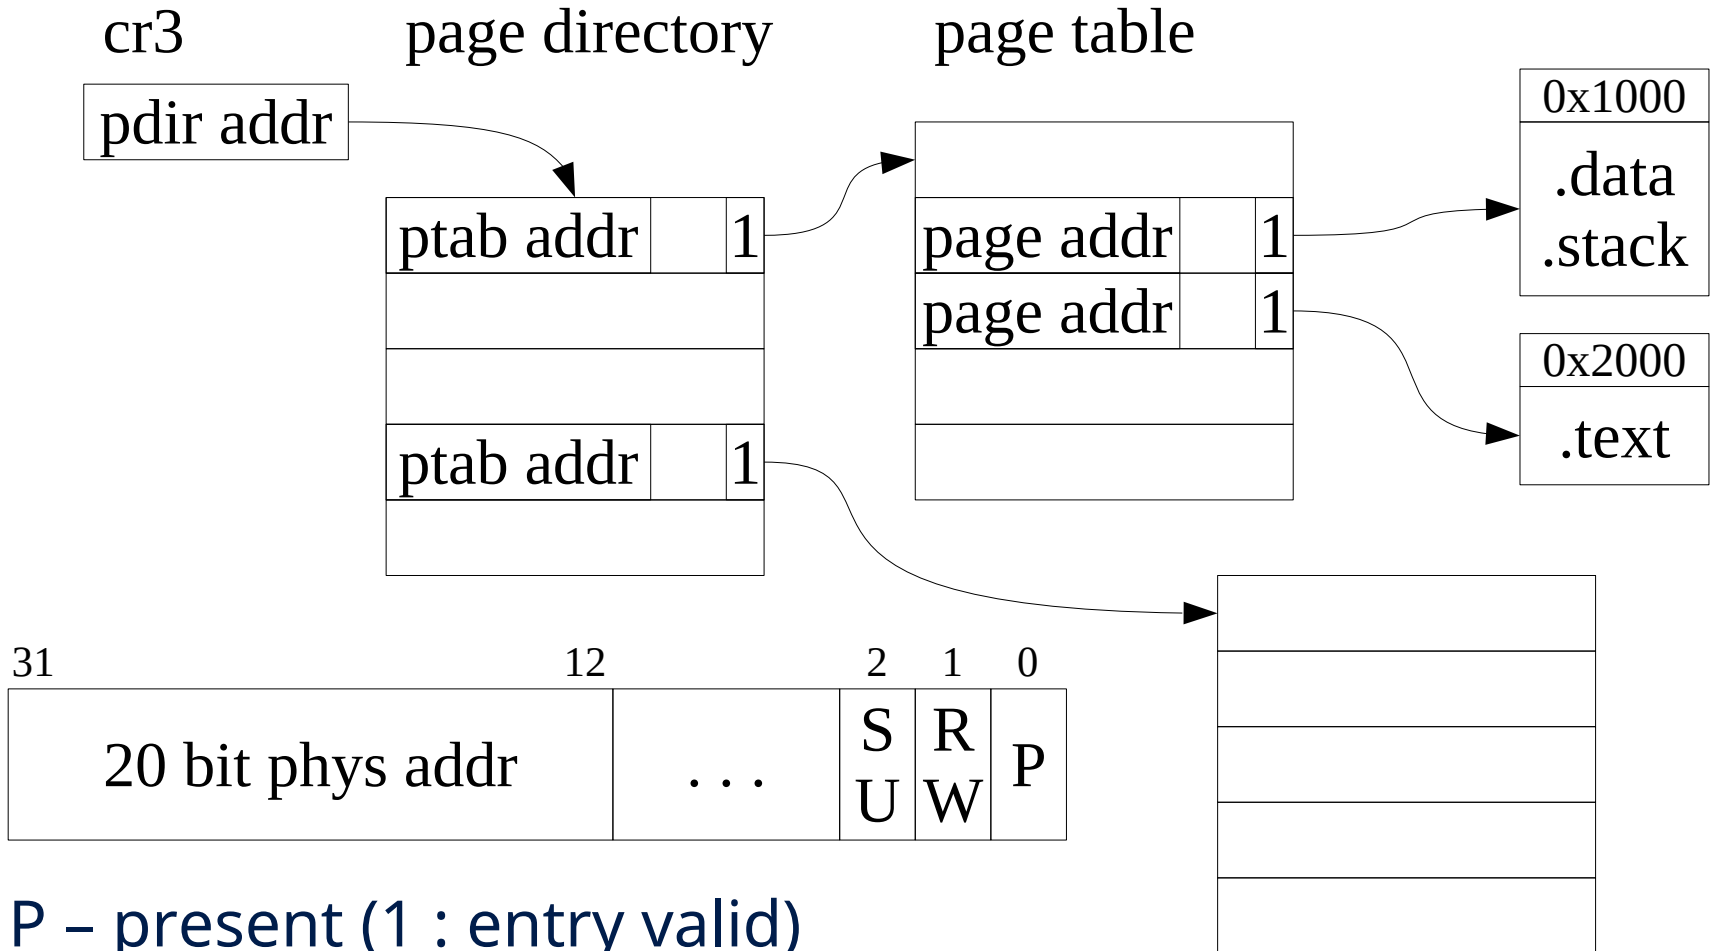 cr3
page directory
page table
pdir addr
0x1000
.data
.stack
ptab addr 1
page addr 1
page addr 1
0x2000
.text
ptab addr 1
31 12 2 1 0
20 bit phys addr . . . S U R W P
P – present (1 : entry valid)